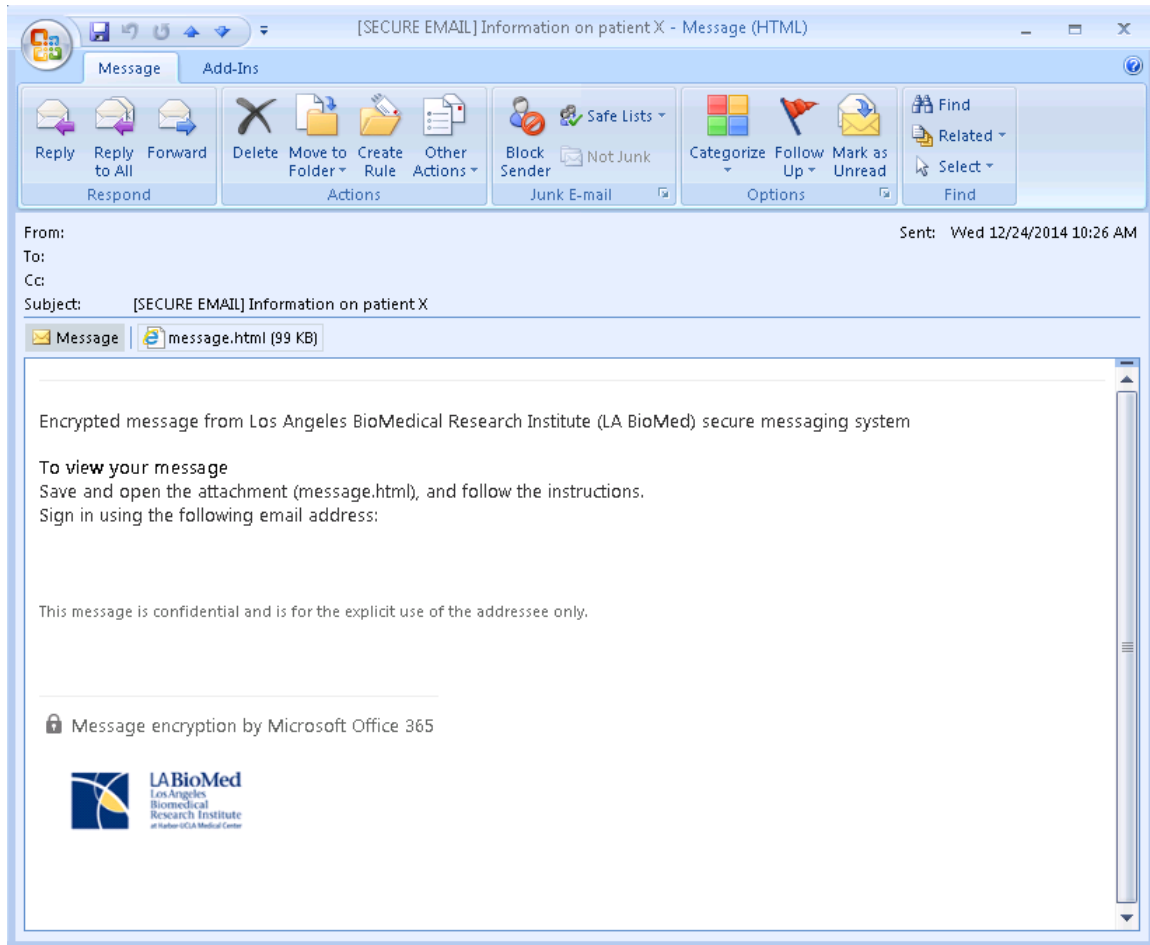 [SECURE EMAIL] Information on patient X - Message (HTML)
Message Add-Ins
Reply Reply to All Forward Delete Move to Folder Create Rule Other Actions Block Sender Safe Lists Not Junk Categorize Follow Up Mark as Unread Find Related Select
Respond Actions Junk E-mail Options Find
From: Sent: Wed 12/24/2014 10:26 AM
To:
Cc:
Subject: [SECURE EMAIL] Information on patient X
Message message.html (99 KB)
Encrypted message from Los Angeles BioMedical Research Institute (LA BioMed) secure messaging system
To view your message
Save and open the attachment (message.html), and follow the instructions.
Sign in using the following email address:
This message is confidential and is for the explicit use of the addressee only.
Message encryption by Microsoft Office 365
LABioMed
Los Angeles
Biomedical
Research Institute
at Harbor-UCLA Medical Center